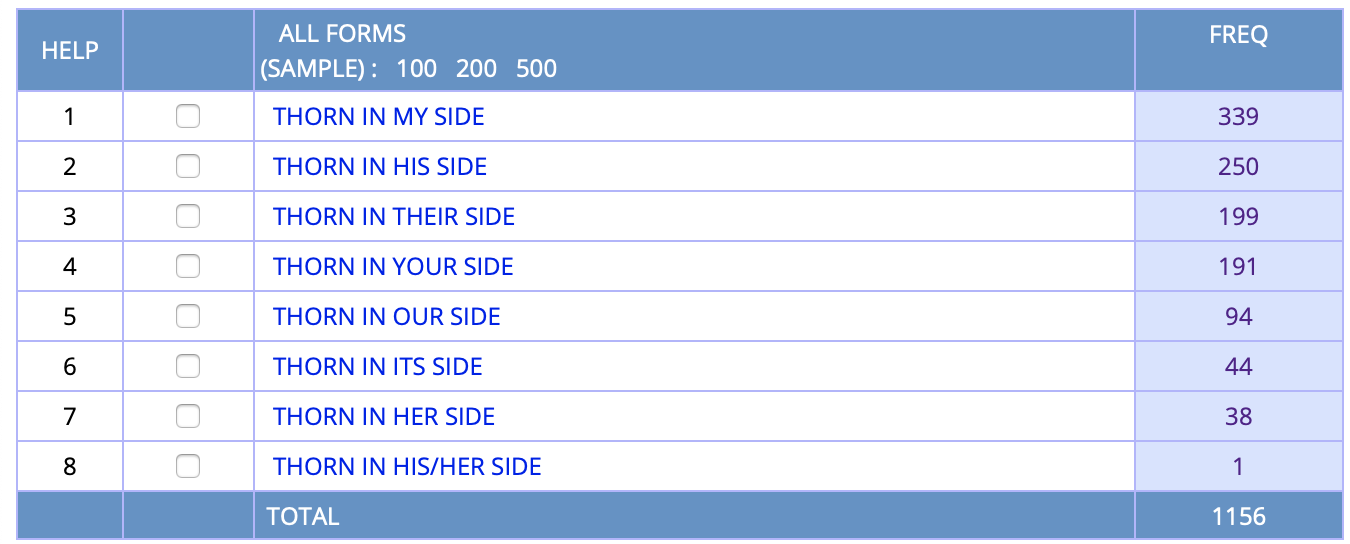 HELP ALL FORMS FREQ
(SAMPLE) : 100 200 500
1 THORN IN MY SIDE 339
2 THORN IN HIS SIDE 250
3 THORN IN THEIR SIDE 199
4 THORN IN YOUR SIDE 191
5 THORN IN OUR SIDE 94
6 THORN IN ITS SIDE 44
7 THORN IN HER SIDE 38
8 THORN IN HIS/HER SIDE 1
TOTAL 1156